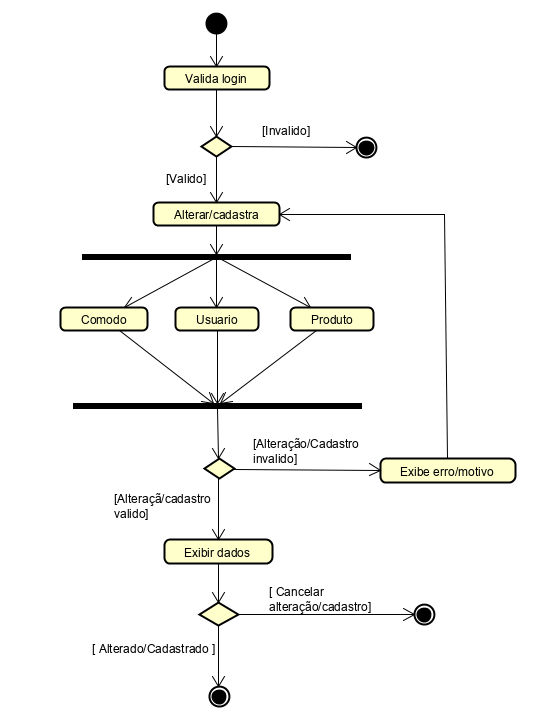 Valida login
[Invalido]
[Valido]
Alterar/cadastra
Comodo
Usuario
Produto
[Alteração/Cadastro
invalido]
Exibe erro/motivo
[Alteraçã/cadastro
valido]
Exibir dados
[ Cancelar
alteração/cadastro]
[ Alterado/Cadastrado ]